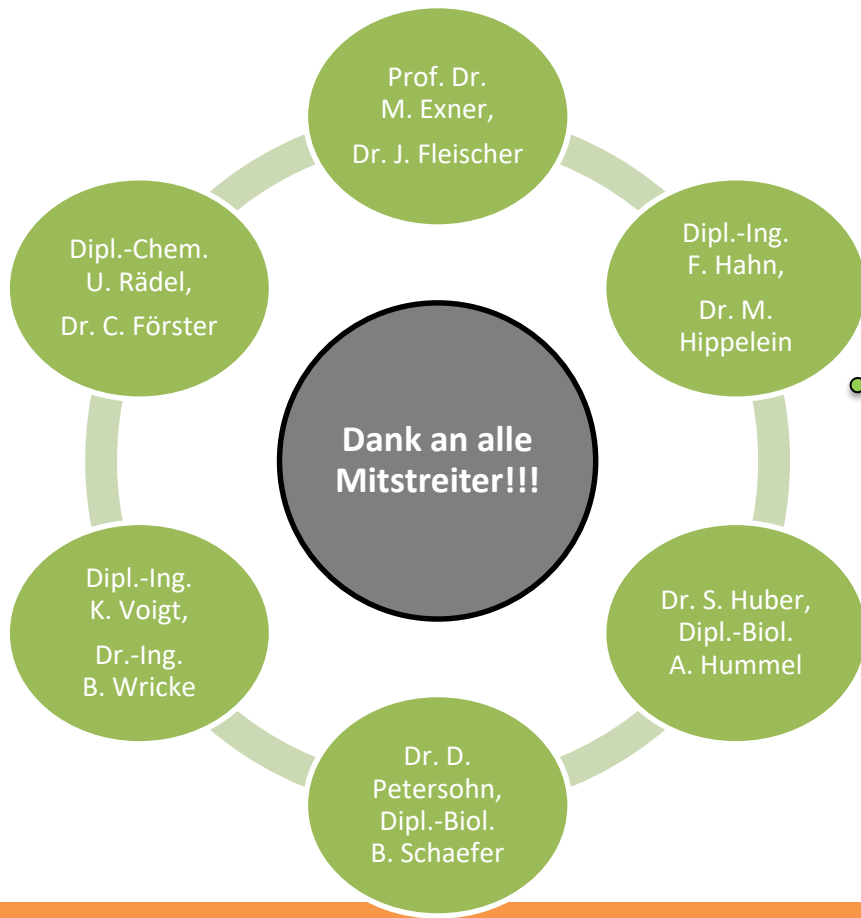 Prof. Dr.
M. Exner,
Dr. J. Fleischer
Dipl.-Ing.
F. Hahn,
Dr. M.
Hippelein
Dr. S. Huber,
Dipl.-Biol.
A. Hummel
Dr. D.
Petersohn,
Dipl.-Biol.
B. Schaefer
Dipl.-Ing.
K. Voigt,
Dr.-Ing.
B. Wricke
Dipl.-Chem.
U. Rädel,
Dr. C. Förster
Dank an alle
Mitstreiter!!!